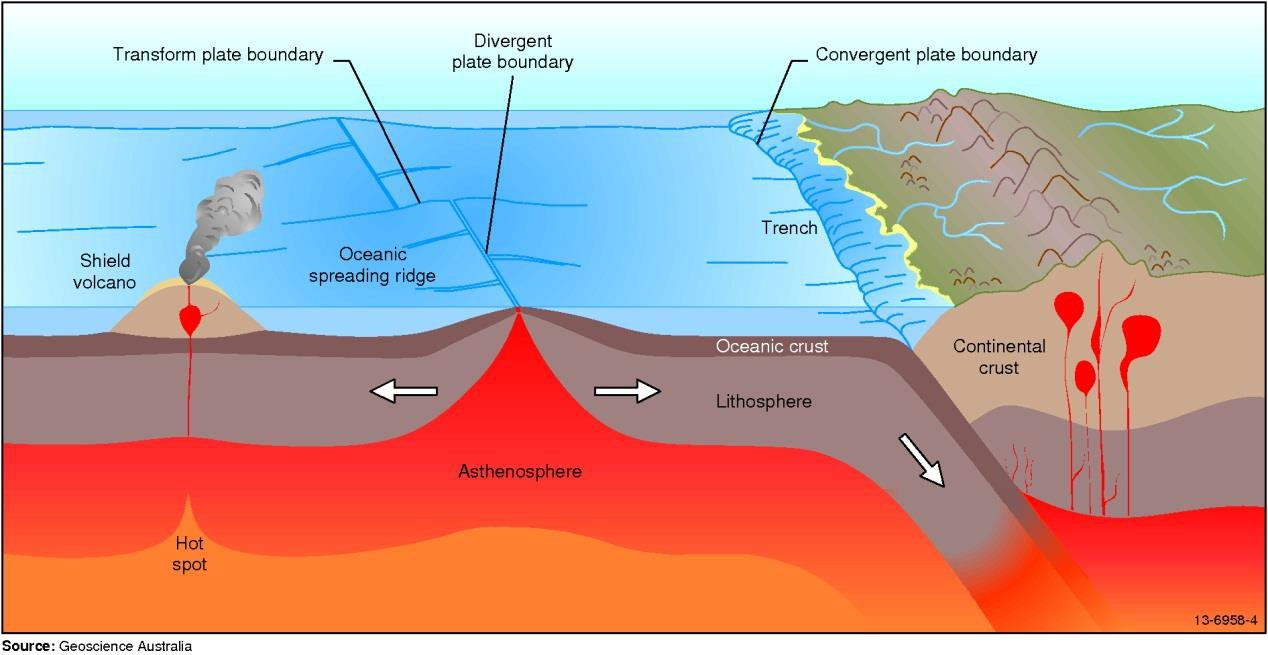 Transform plate boundary
Divergent
plate boundary
Convergent plate boundary
Trench
Shield
volcano
Oceanic
spreading ridge
Oceanic crust
Continental
crust
Lithosphere
Asthenosphere
Hot
spot
13-6958-4
Source: Geoscience Australia